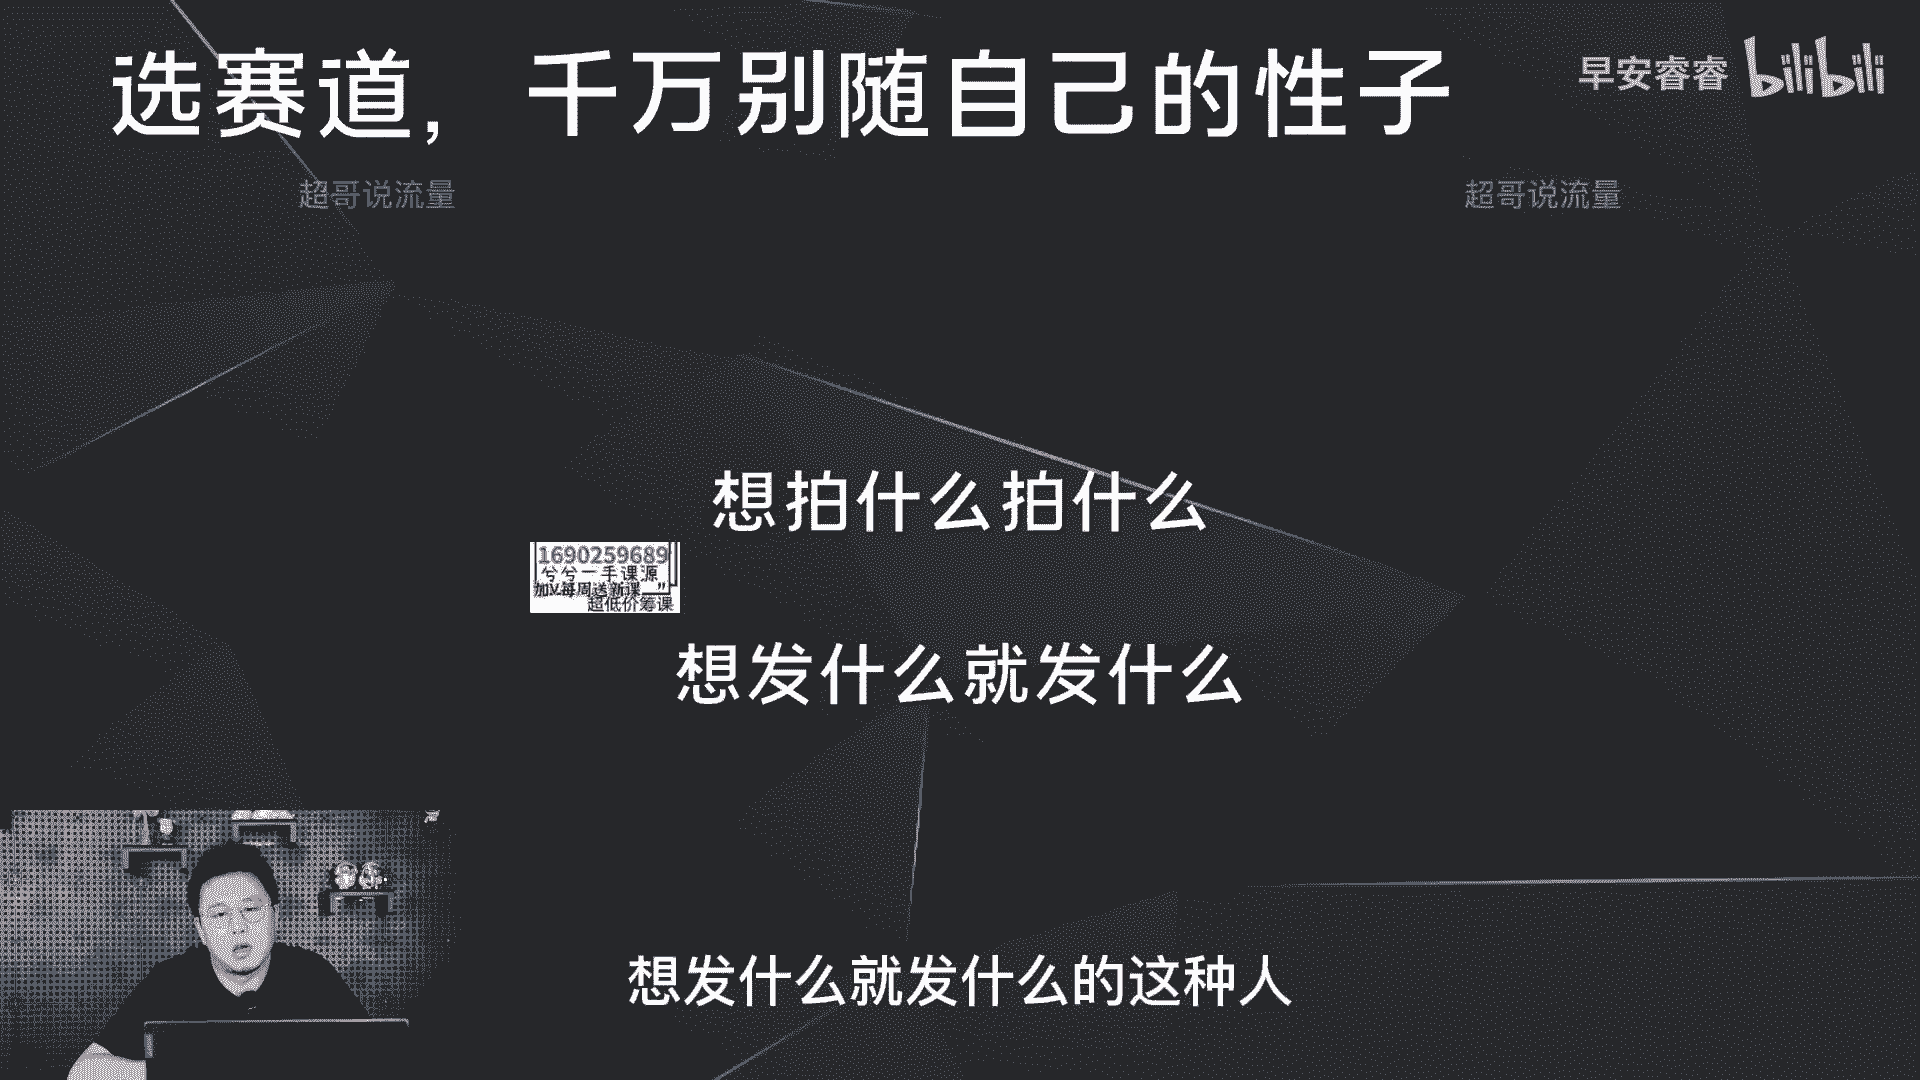 选赛道，千万别随自己的性子
早安睿睿 bilibili
超哥说流量 超哥说流量
想拍什么拍什么
1690259689
兮兮一手课源
加V每周送新课
超低价筹课
想发什么就发什么
想发什么就发什么的这种人